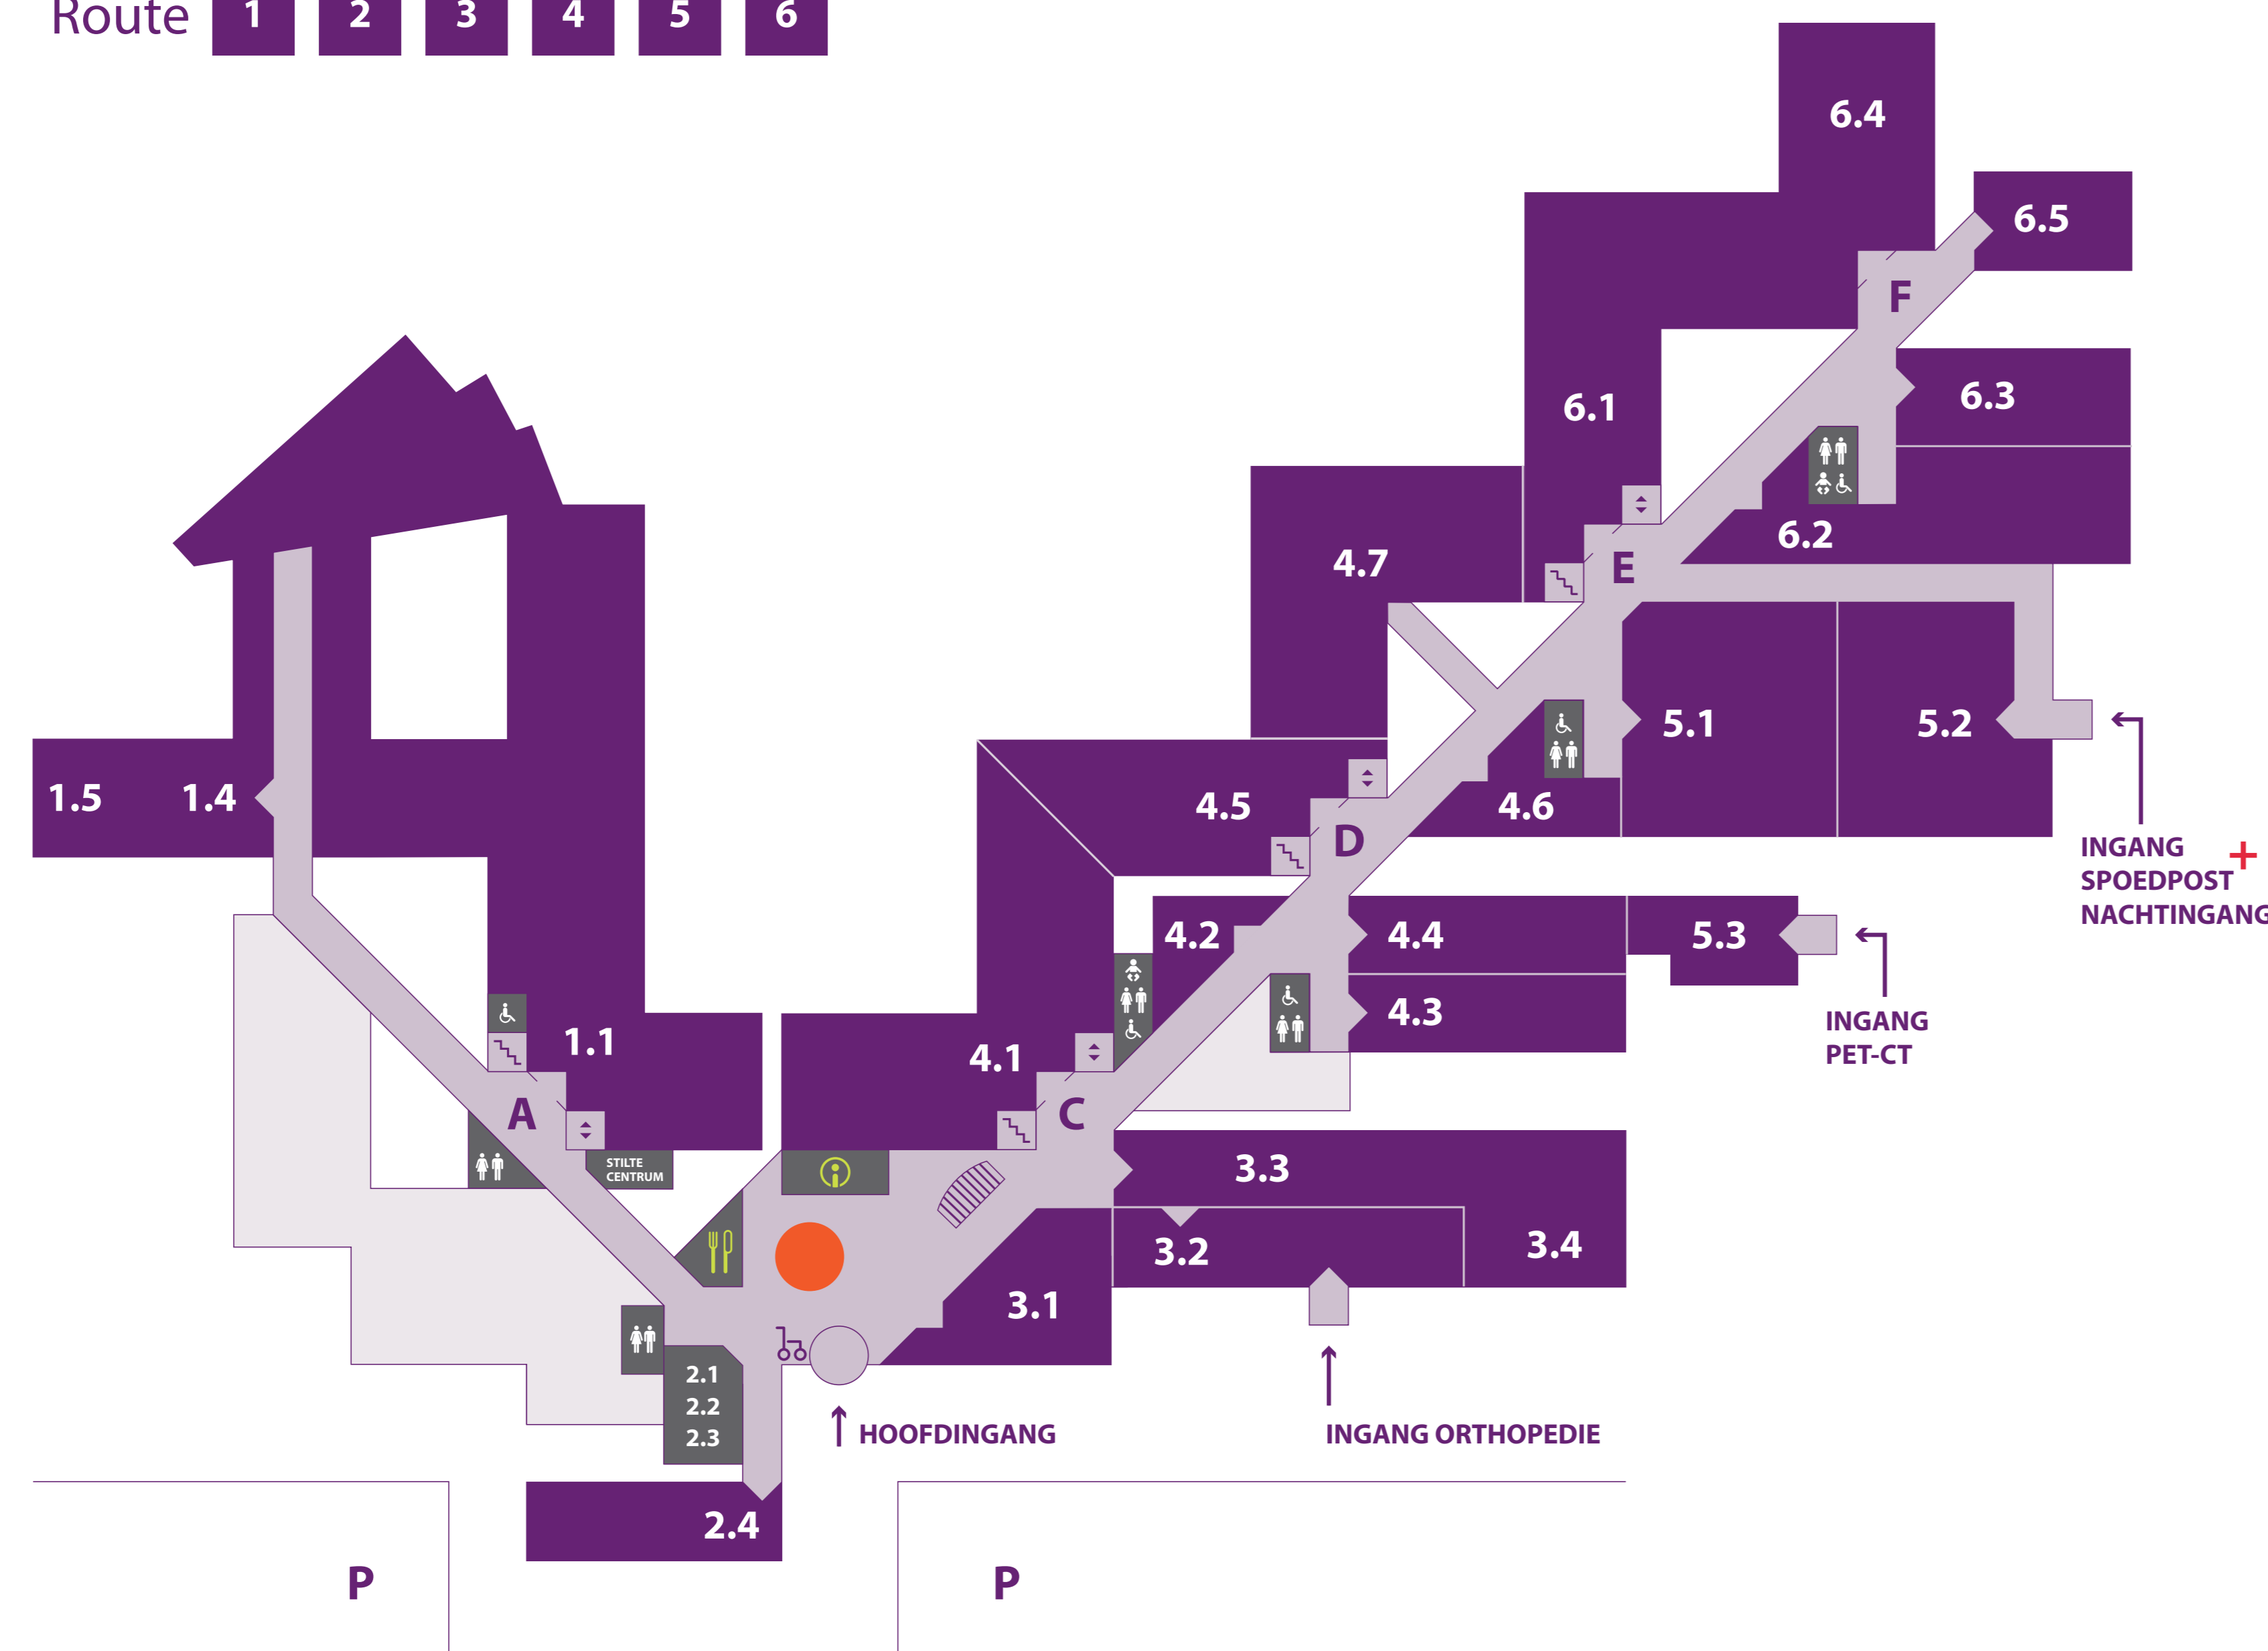 Route 1 2 3 4 5 6
6.4
6.5
F
6.3
6.1
6.2
4.7
E
5.1
5.2
1.5
1.4
4.5
4.6
D
INGANG
SPOEDPOST
NACHTINGANG
4.2
4.4
5.3
4.3
INGANG
PET-CT
1.1
4.1
A
C
STILTE
CENTRUM
3.3
3.2
3.4
3.1
2.1
2.2
2.3
HOOFDINGANG
INGANG ORTHOPEDIE
2.4
P
P